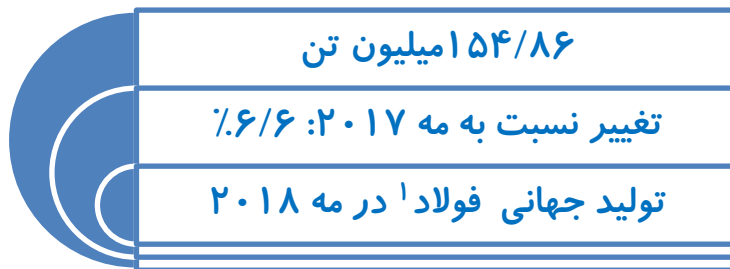 ۱۵۴/۸۶میلیون تن
تغییر نسبت به مه ۲۰۱۷: ۶/۶٪
تولید جهانی فولاد۱ در مه ۲۰۱۸